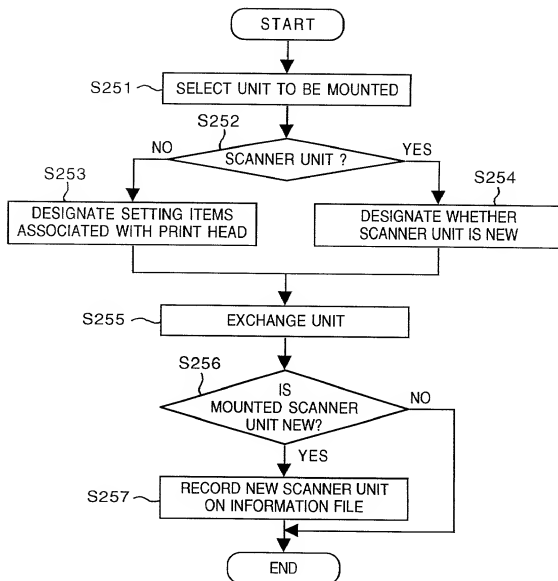 START
S251
SELECT UNIT TO BE MOUNTED
S252
NO
SCANNER UNIT ?
YES
S253
DESIGNATE SETTING ITEMS
ASSOCIATED WITH PRINT HEAD
S254
DESIGNATE WHETHER
SCANNER UNIT IS NEW
S255
EXCHANGE UNIT
S256
IS
MOUNTED SCANNER
UNIT NEW?
NO
YES
S257
RECORD NEW SCANNER UNIT
ON INFORMATION FILE
END